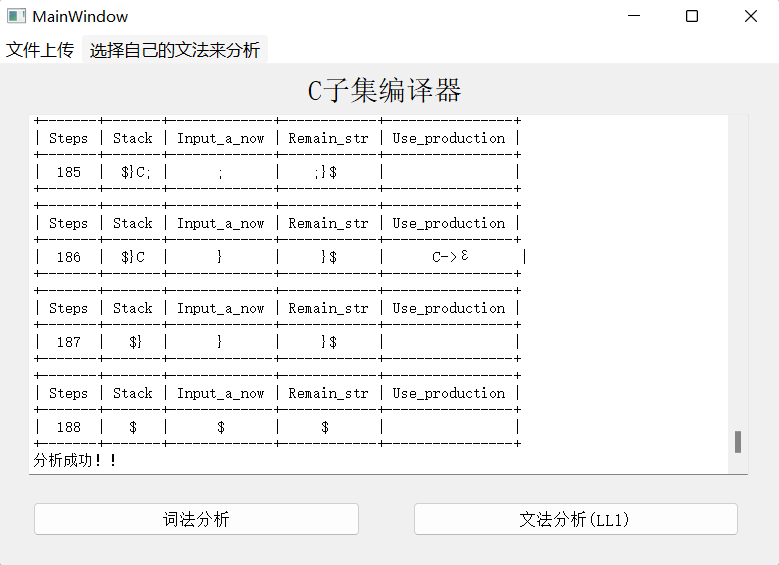 MainWindow
文件上传 选择自己的文法来分析
C子集编译器
+-------+-------+-------------+------------+----------------+
| Steps | Stack | Input_a_now | Remain_str | Use_production |
+-------+-------+-------------+------------+----------------+
|  185  |  $}C; |      ;      |    ;}$     |                |
+-------+-------+-------------+------------+----------------+
+-------+-------+-------------+------------+----------------+
| Steps | Stack | Input_a_now | Remain_str | Use_production |
+-------+-------+-------------+------------+----------------+
|  186  |  $}C  |      }      |     }$     |      C->ε      |
+-------+-------+-------------+------------+----------------+
+-------+-------+-------------+------------+----------------+
| Steps | Stack | Input_a_now | Remain_str | Use_production |
+-------+-------+-------------+------------+----------------+
|  187  |   $}  |      }      |     }$     |                |
+-------+-------+-------------+------------+----------------+
+-------+-------+-------------+------------+----------------+
| Steps | Stack | Input_a_now | Remain_str | Use_production |
+-------+-------+-------------+------------+----------------+
|  188  |   $   |      $      |     $      |                |
+-------+-------+-------------+------------+----------------+
分析成功！！
词法分析 文法分析(LL1)